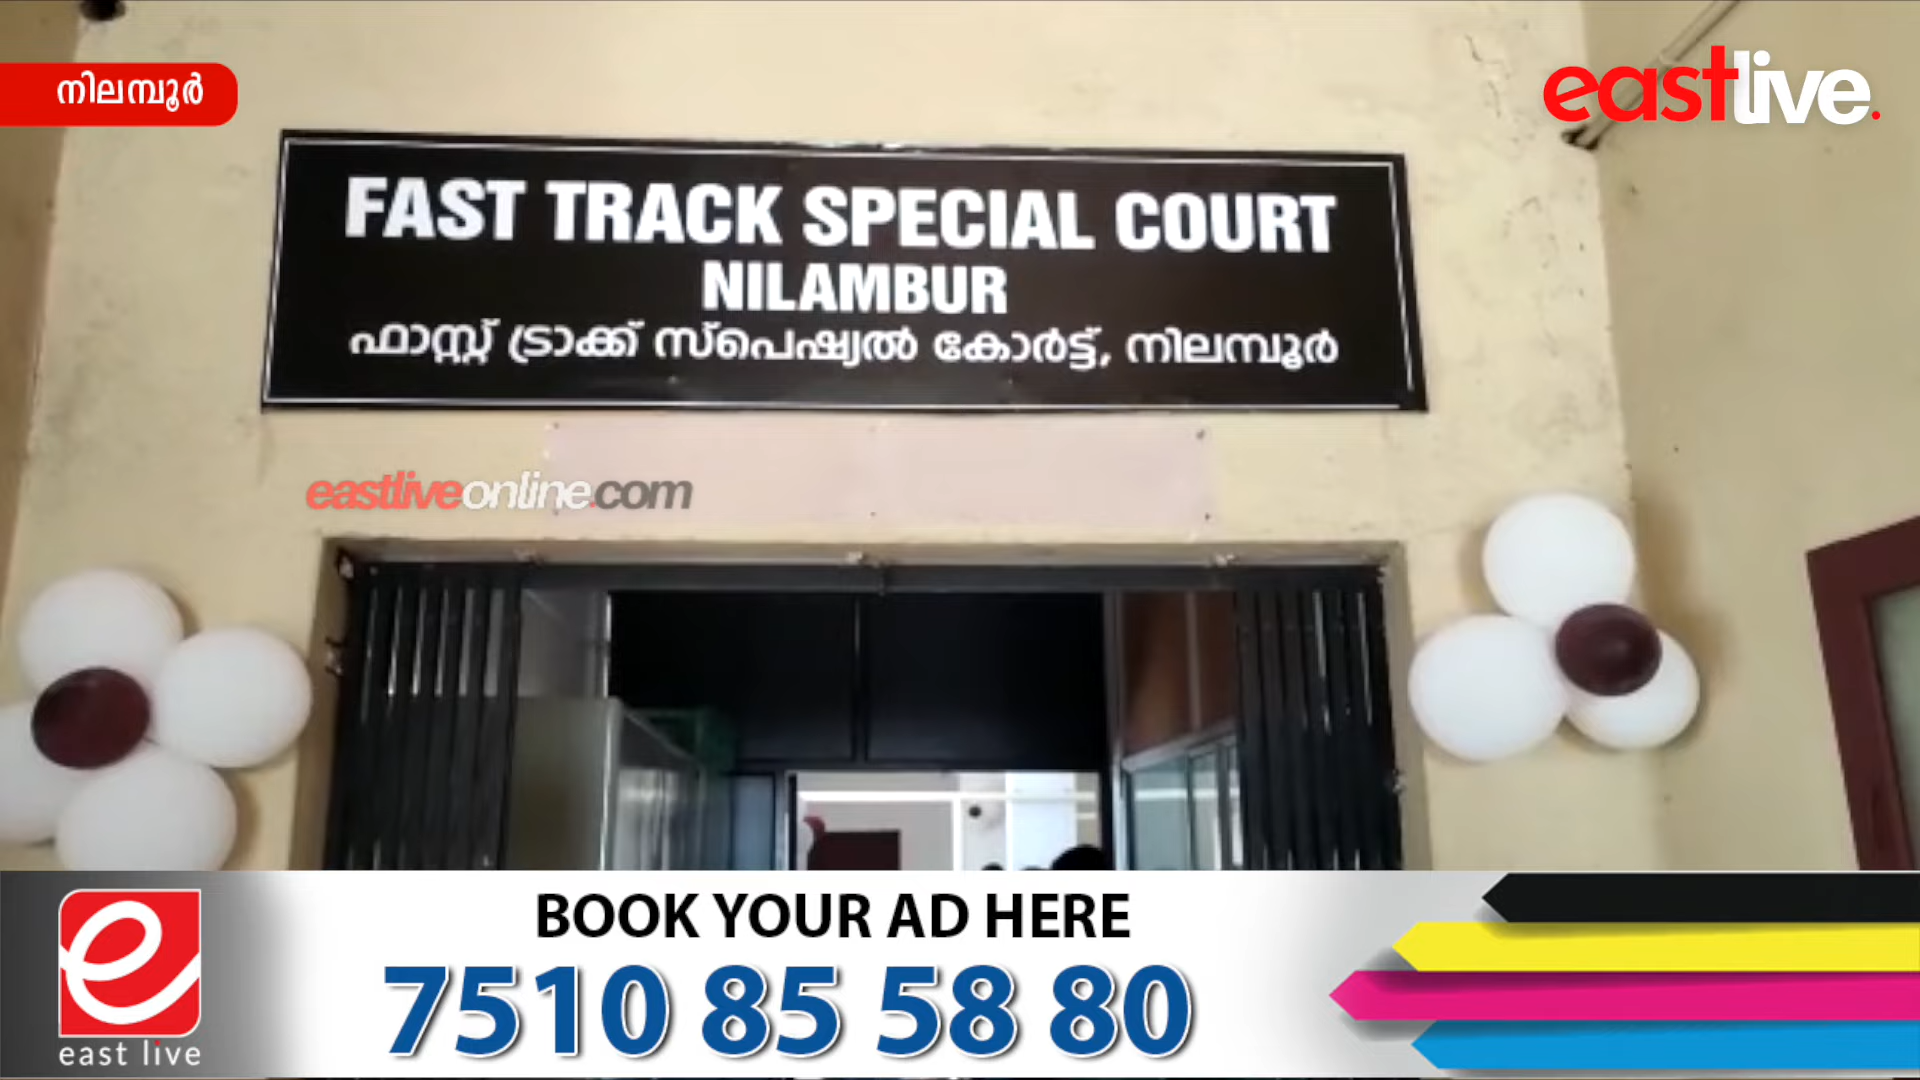 നിലമ്പൂർ
eastlive.
FAST TRACK SPECIAL COURT
NILAMBUR
ഫാസ്റ്റ് ട്രാക്ക് സ്പെഷ്യൽ കോർട്ട്, നിലമ്പൂർ
eastliveonline.com
BOOK YOUR AD HERE
7510 85 58 80
e
east live